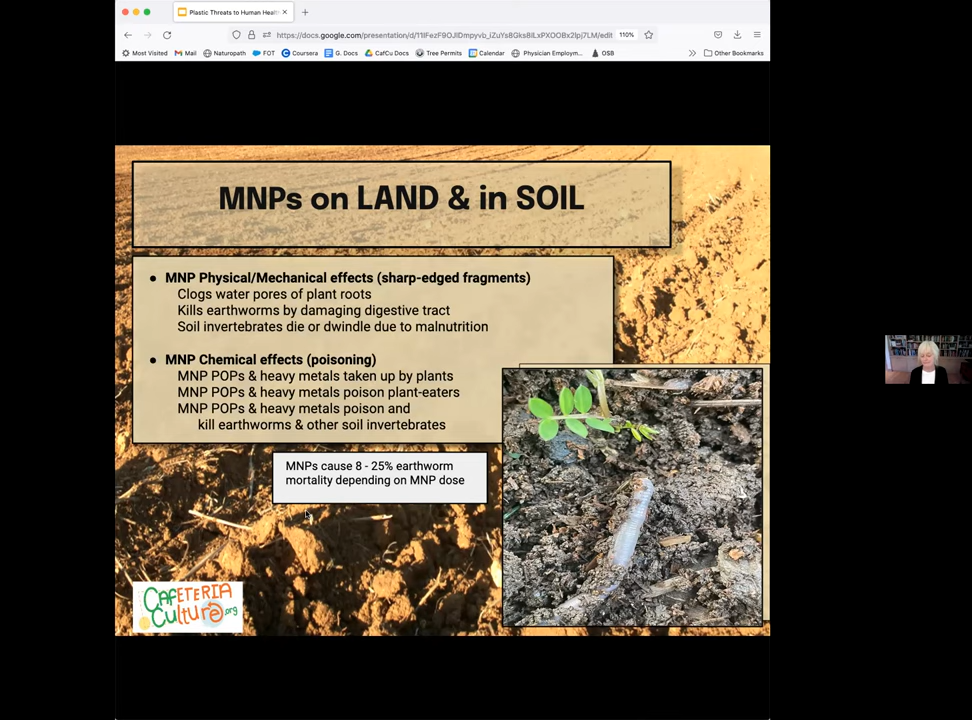 Plastic Threats to Human Healt
https://docs.google.com/presentation/d/
110%
Most Visited
Mail
Naturopath
FOT
Coursera
G. Docs
CafCu Docs
Tree Permits
Calendar
Physician Employm...
OSB
Other Bookmarks
MNPs on LAND & in SOIL
● MNP Physical/Mechanical effects (sharp-edged fragments)
Clogs water pores of plant roots
Kills earthworms by damaging digestive tract
Soil invertebrates die or dwindle due to malnutrition
● MNP Chemical effects (poisoning)
MNP POPs & heavy metals taken up by plants
MNP POPs & heavy metals poison plant-eaters
MNP POPs & heavy metals poison and
kill earthworms & other soil invertebrates
MNPs cause 8 - 25% earthworm
mortality depending on MNP dose
CAFETERIA
CULTURE.org